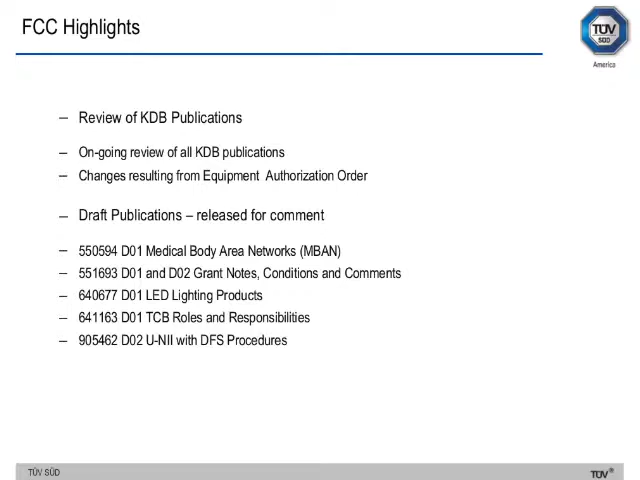 FCC Highlights
TÜV
SÜD
America
– Review of KDB Publications
– On-going review of all KDB publications
– Changes resulting from Equipment Authorization Order
– Draft Publications – released for comment
– 550594 D01 Medical Body Area Networks (MBAN)
– 551693 D01 and D02 Grant Notes, Conditions and Comments
– 640677 D01 LED Lighting Products
– 641163 D01 TCB Roles and Responsibilities
– 905462 D02 U-NII with DFS Procedures
TÜV SÜD
TÜV®